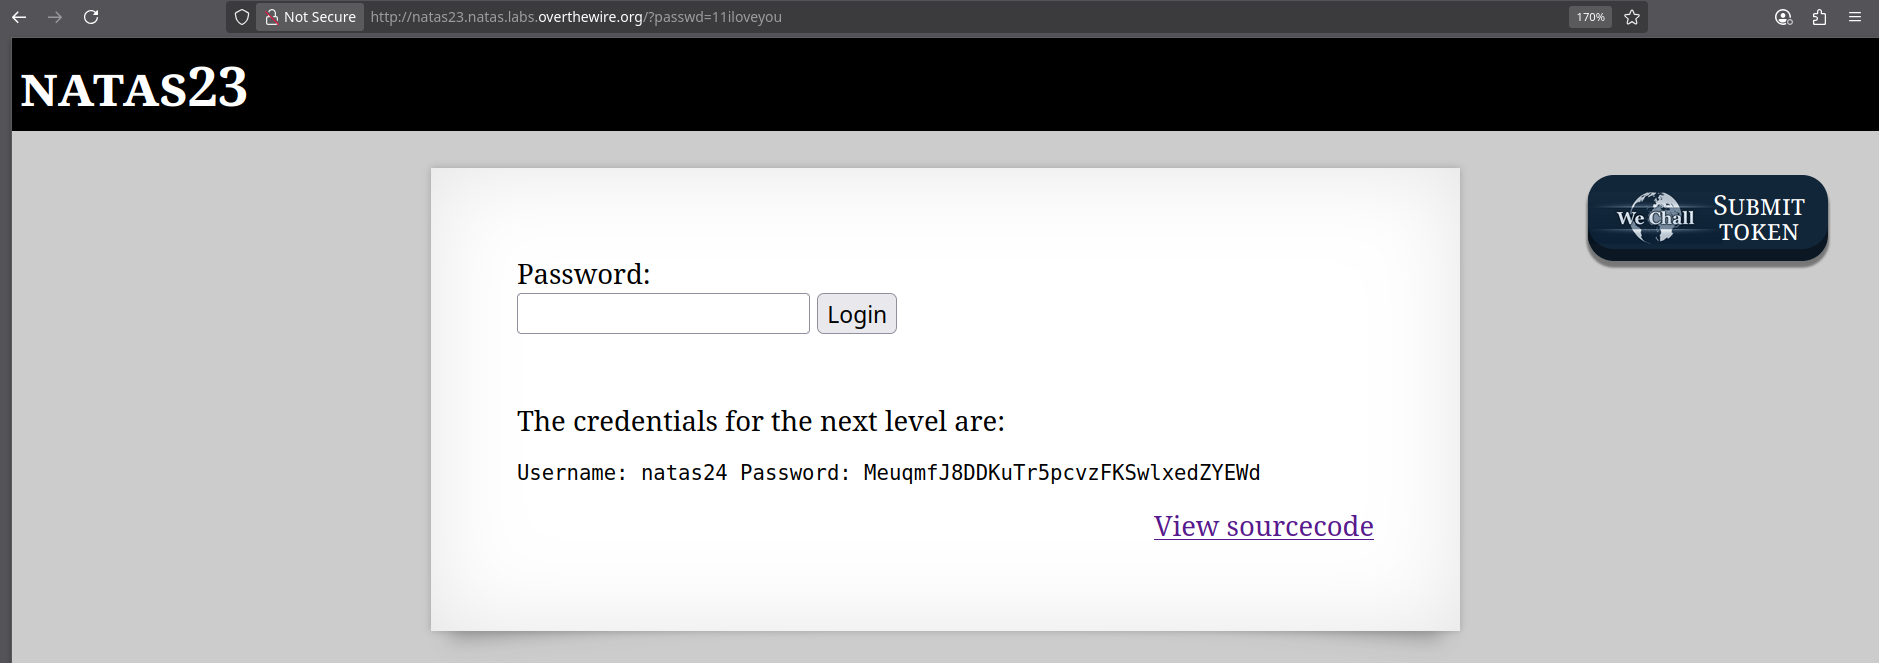 Not Secure http://natas23.natas.labs.overthewire.org/?passwd=11iloveyou 170%
NATAS23
We Chall SUBMIT TOKEN
Password:
Login
The credentials for the next level are:
Username: natas24 Password: MeuqmfJ8DDKuTr5pcvzFKSwlxedZYEWd
View sourcecode